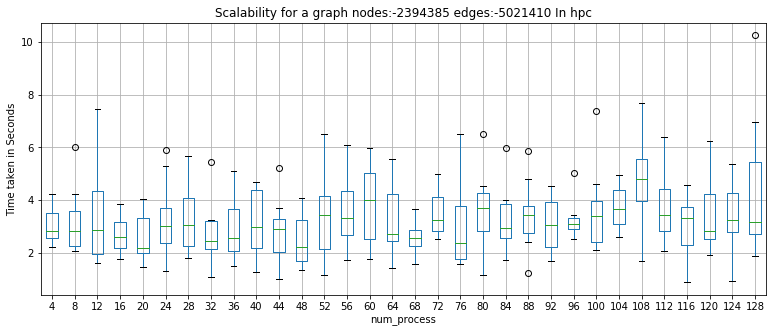 Scalability for a graph nodes:-2394385 edges:-5021410 In hpc
Time taken in Seconds
10
8
6
4
2
4 8 12 16 20 24 28 32 36 40 44 48 52 56 60 64 68 72 76 80 84 88 92 96 100 104 108 112 116 120 124 128
num_process